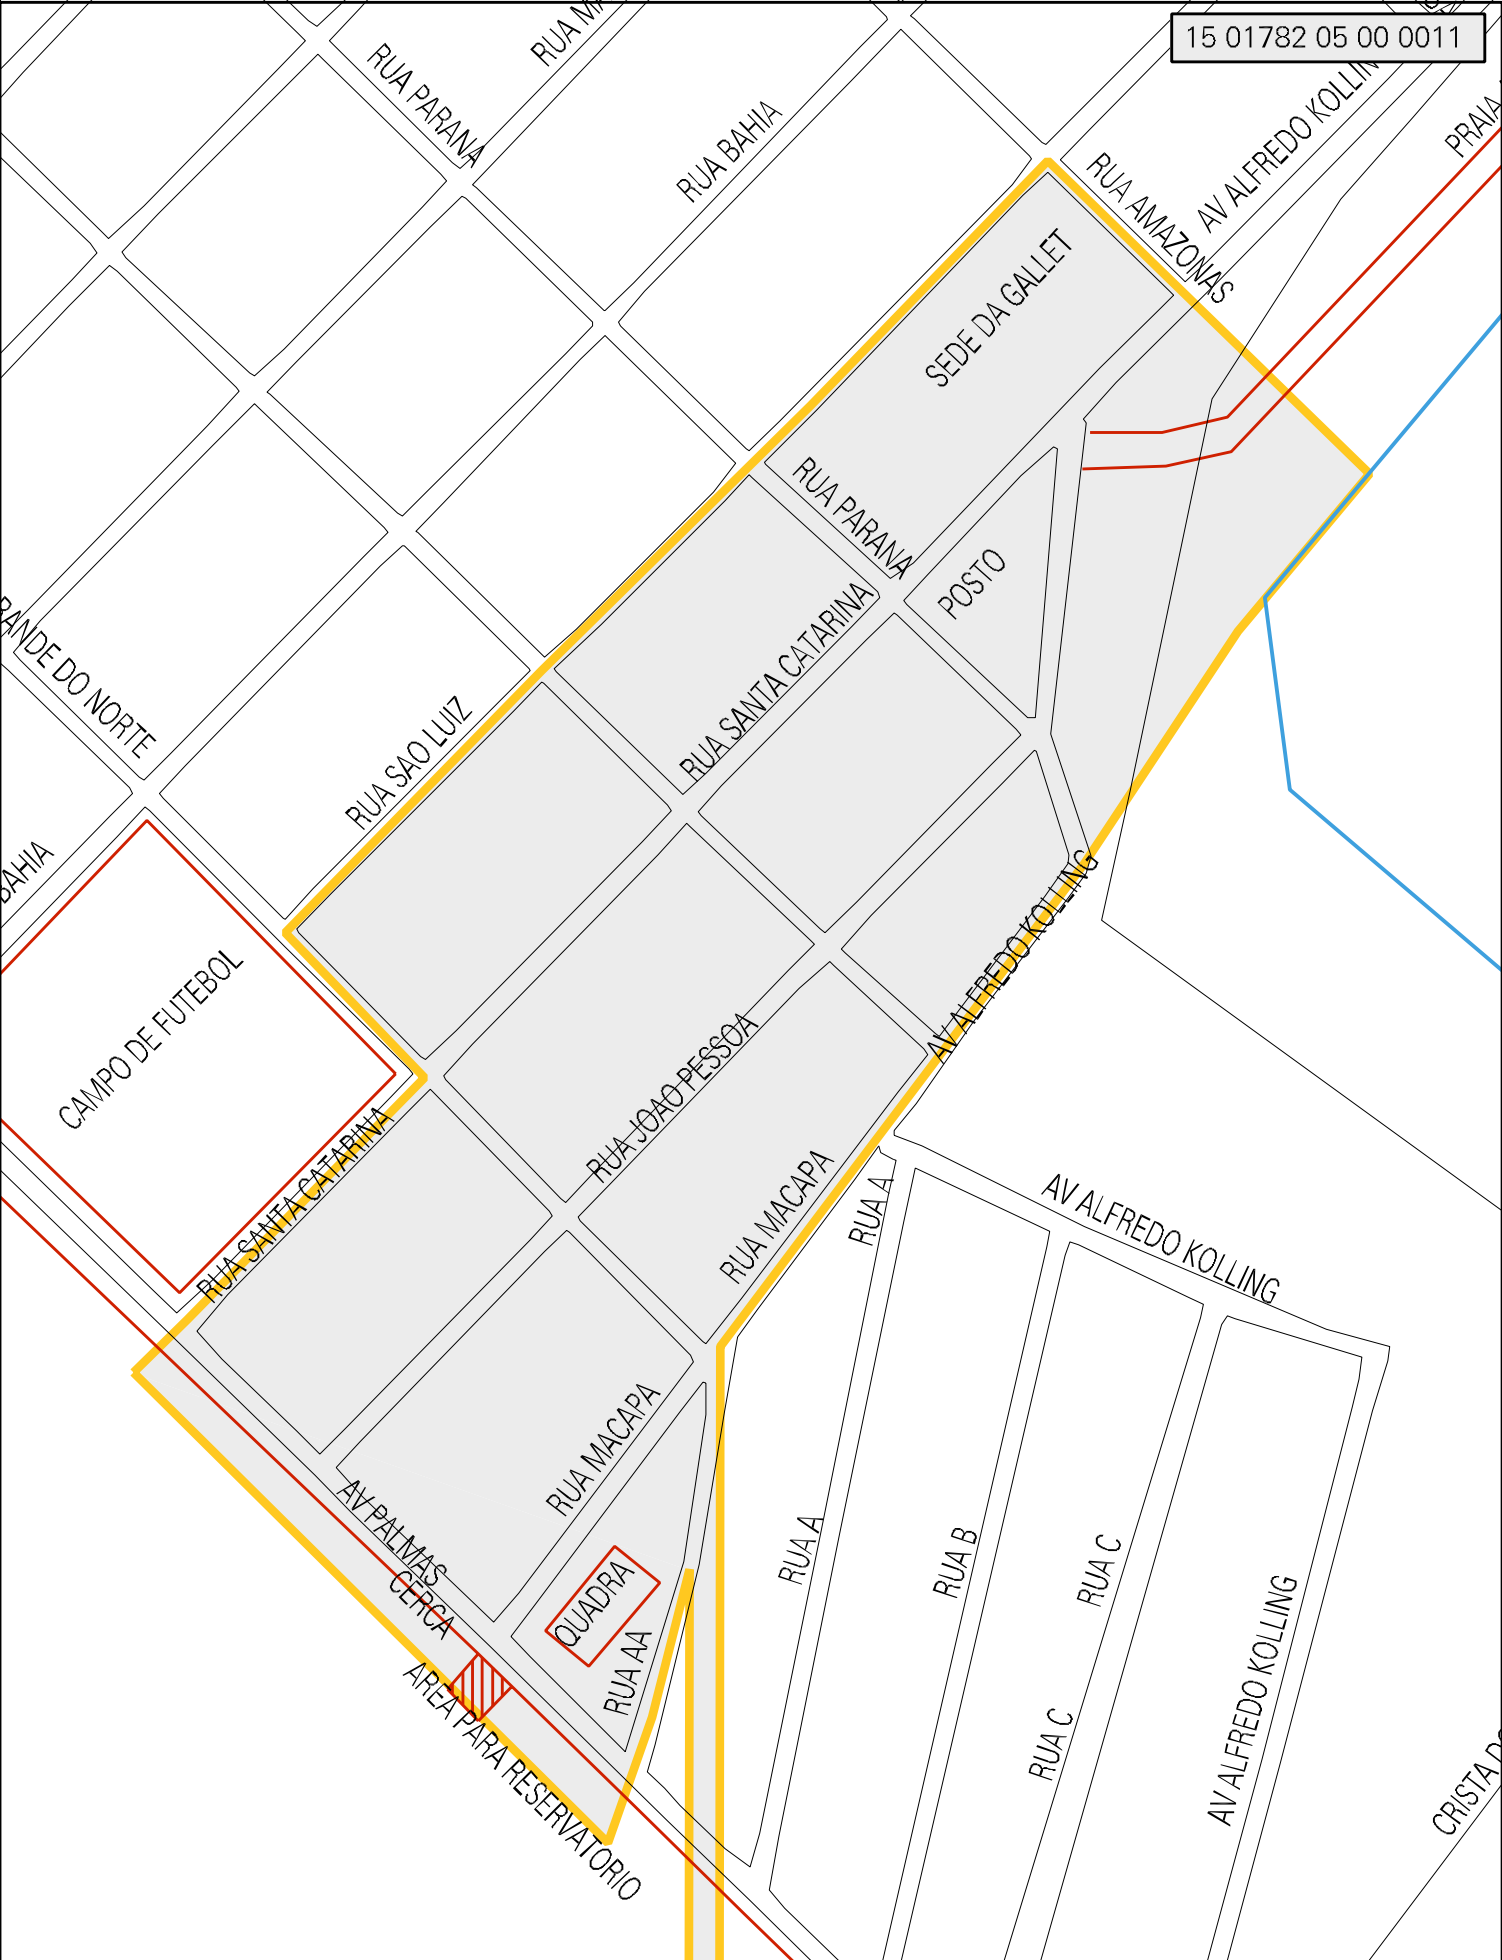 15 01782 05 00 0011
RUA PARANA
RUA BAHIA
AV ALFREDO KOLLIN
PRAIA
RUA AMAZONAS
SEDE DA GALLET
RUA PARANA
POSTO
RUA SANTA CATARINA
RANDE DO NORTE
RUA SAO LUIZ
BAHIA
CAMPO DE FUTEBOL
AV ALFREDO KOLLING
RUA JOAO PESSOA
RUA SANTA CATARINA
RUA MACAPA
RUA A
AV ALFREDO KOLLING
RUA MACAPA
AV PALMAS
CERCA
QUADRA
RUA AA
RUA A
RUA B
RUA C
AV ALFREDO KOLLING
RUA C
AREA PARA RESERVATORIO
CRISTA